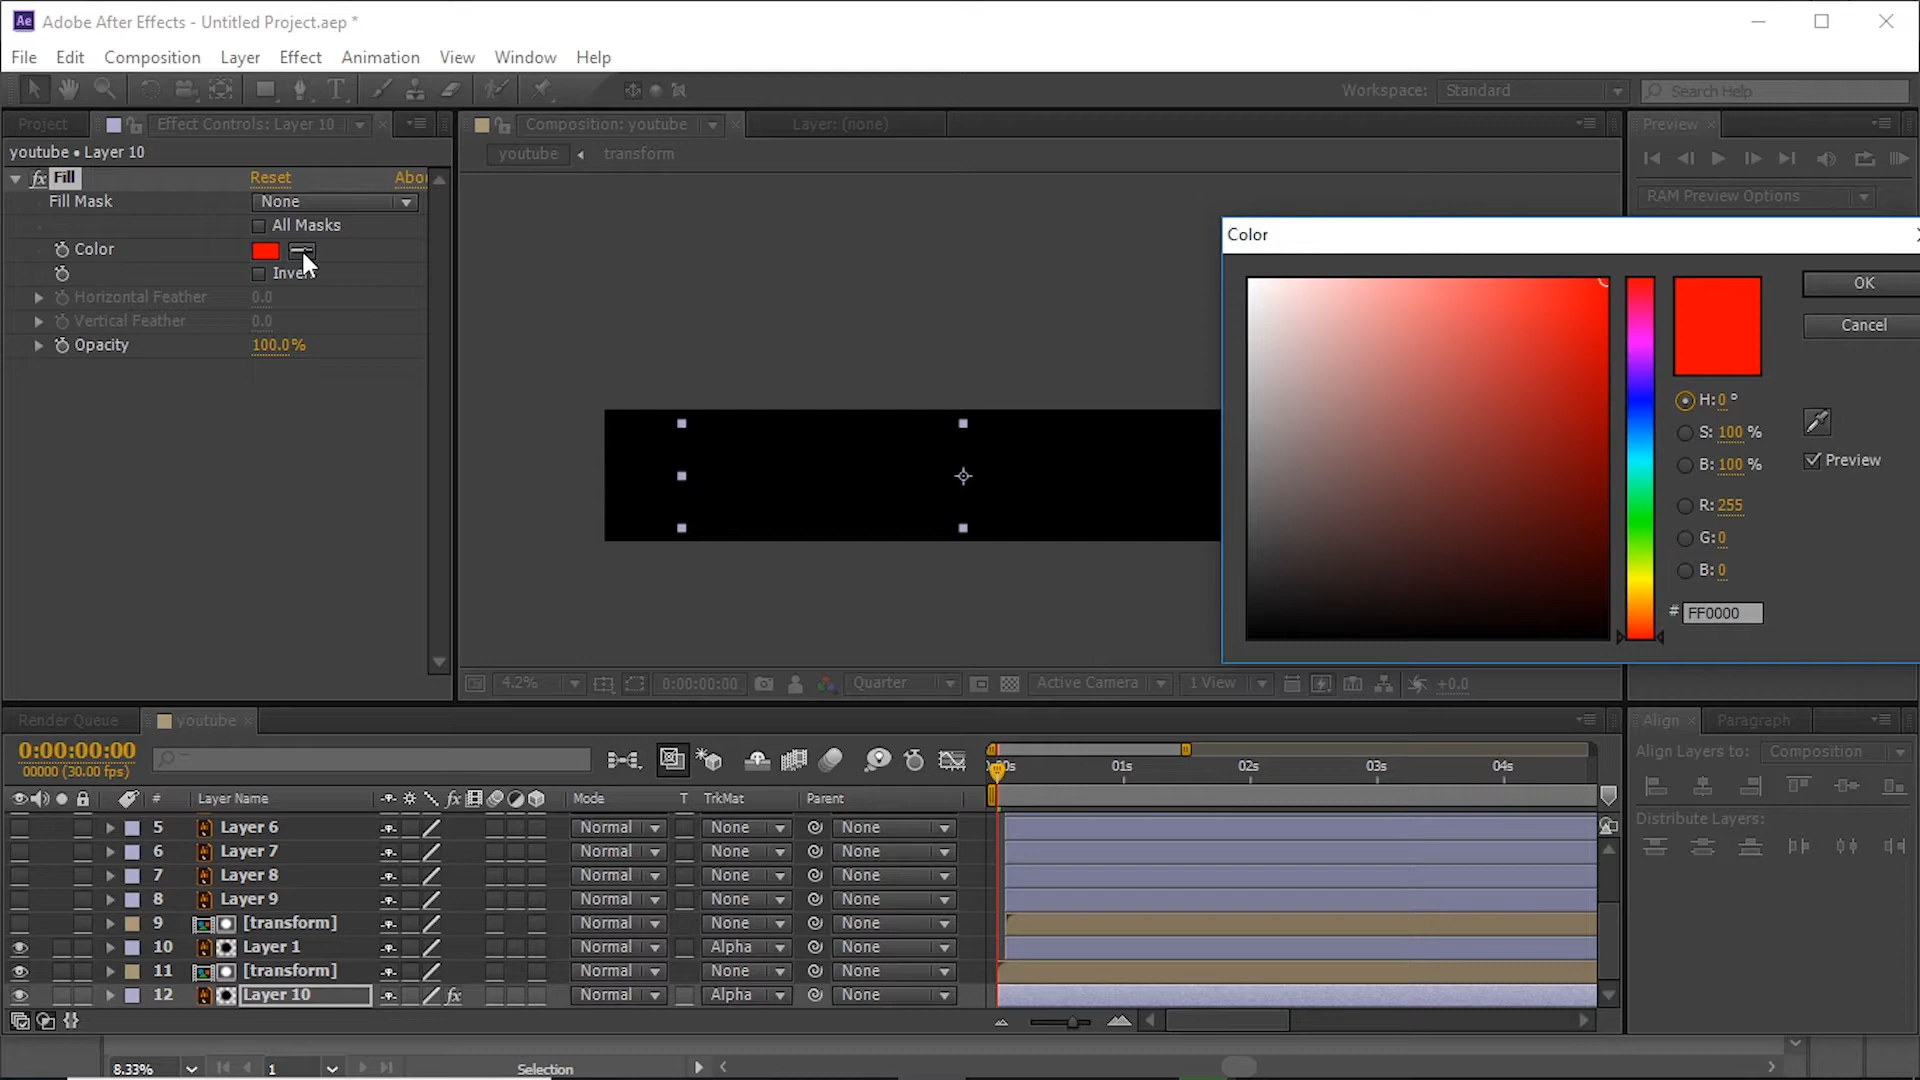 Ae Adobe After Effects - Untitled Project.aep *
File Edit Composition Layer Effect Animation View Window Help
Workspace: Standard Search Help
Project Effect Controls: Layer 10 Composition: youtube Layer: (none) Preview
youtube • Layer 10
youtube transform
fx Fill Reset Abou
Fill Mask None
All Masks
Color
Inver
Horizontal Feather 0.0
Vertical Feather 0.0
Opacity 100.0%
RAM Preview Options
Color
OK
Cancel
H: 0 °
S: 100 %
B: 100 %
Preview
R: 255
G: 0
B: 0
# FF0000
4.2% 0:00:00:00 Quarter Active Camera 1 View +0.0
Render Queue youtube Align Paragraph
0:00:00:00
00000 (30.00 fps)
01s 02s 03s 04s
Align Layers to: Composition
Distribute Layers:
# Layer Name fx Mode T TrkMat Parent
5 Layer 6 Normal None None
6 Layer 7 Normal None None
7 Layer 8 Normal None None
8 Layer 9 Normal None None
9 [transform] Normal None None
10 Layer 1 Normal Alpha None
11 [transform] Normal None None
12 Layer 10 fx Normal Alpha None
8.33% 1 Selection